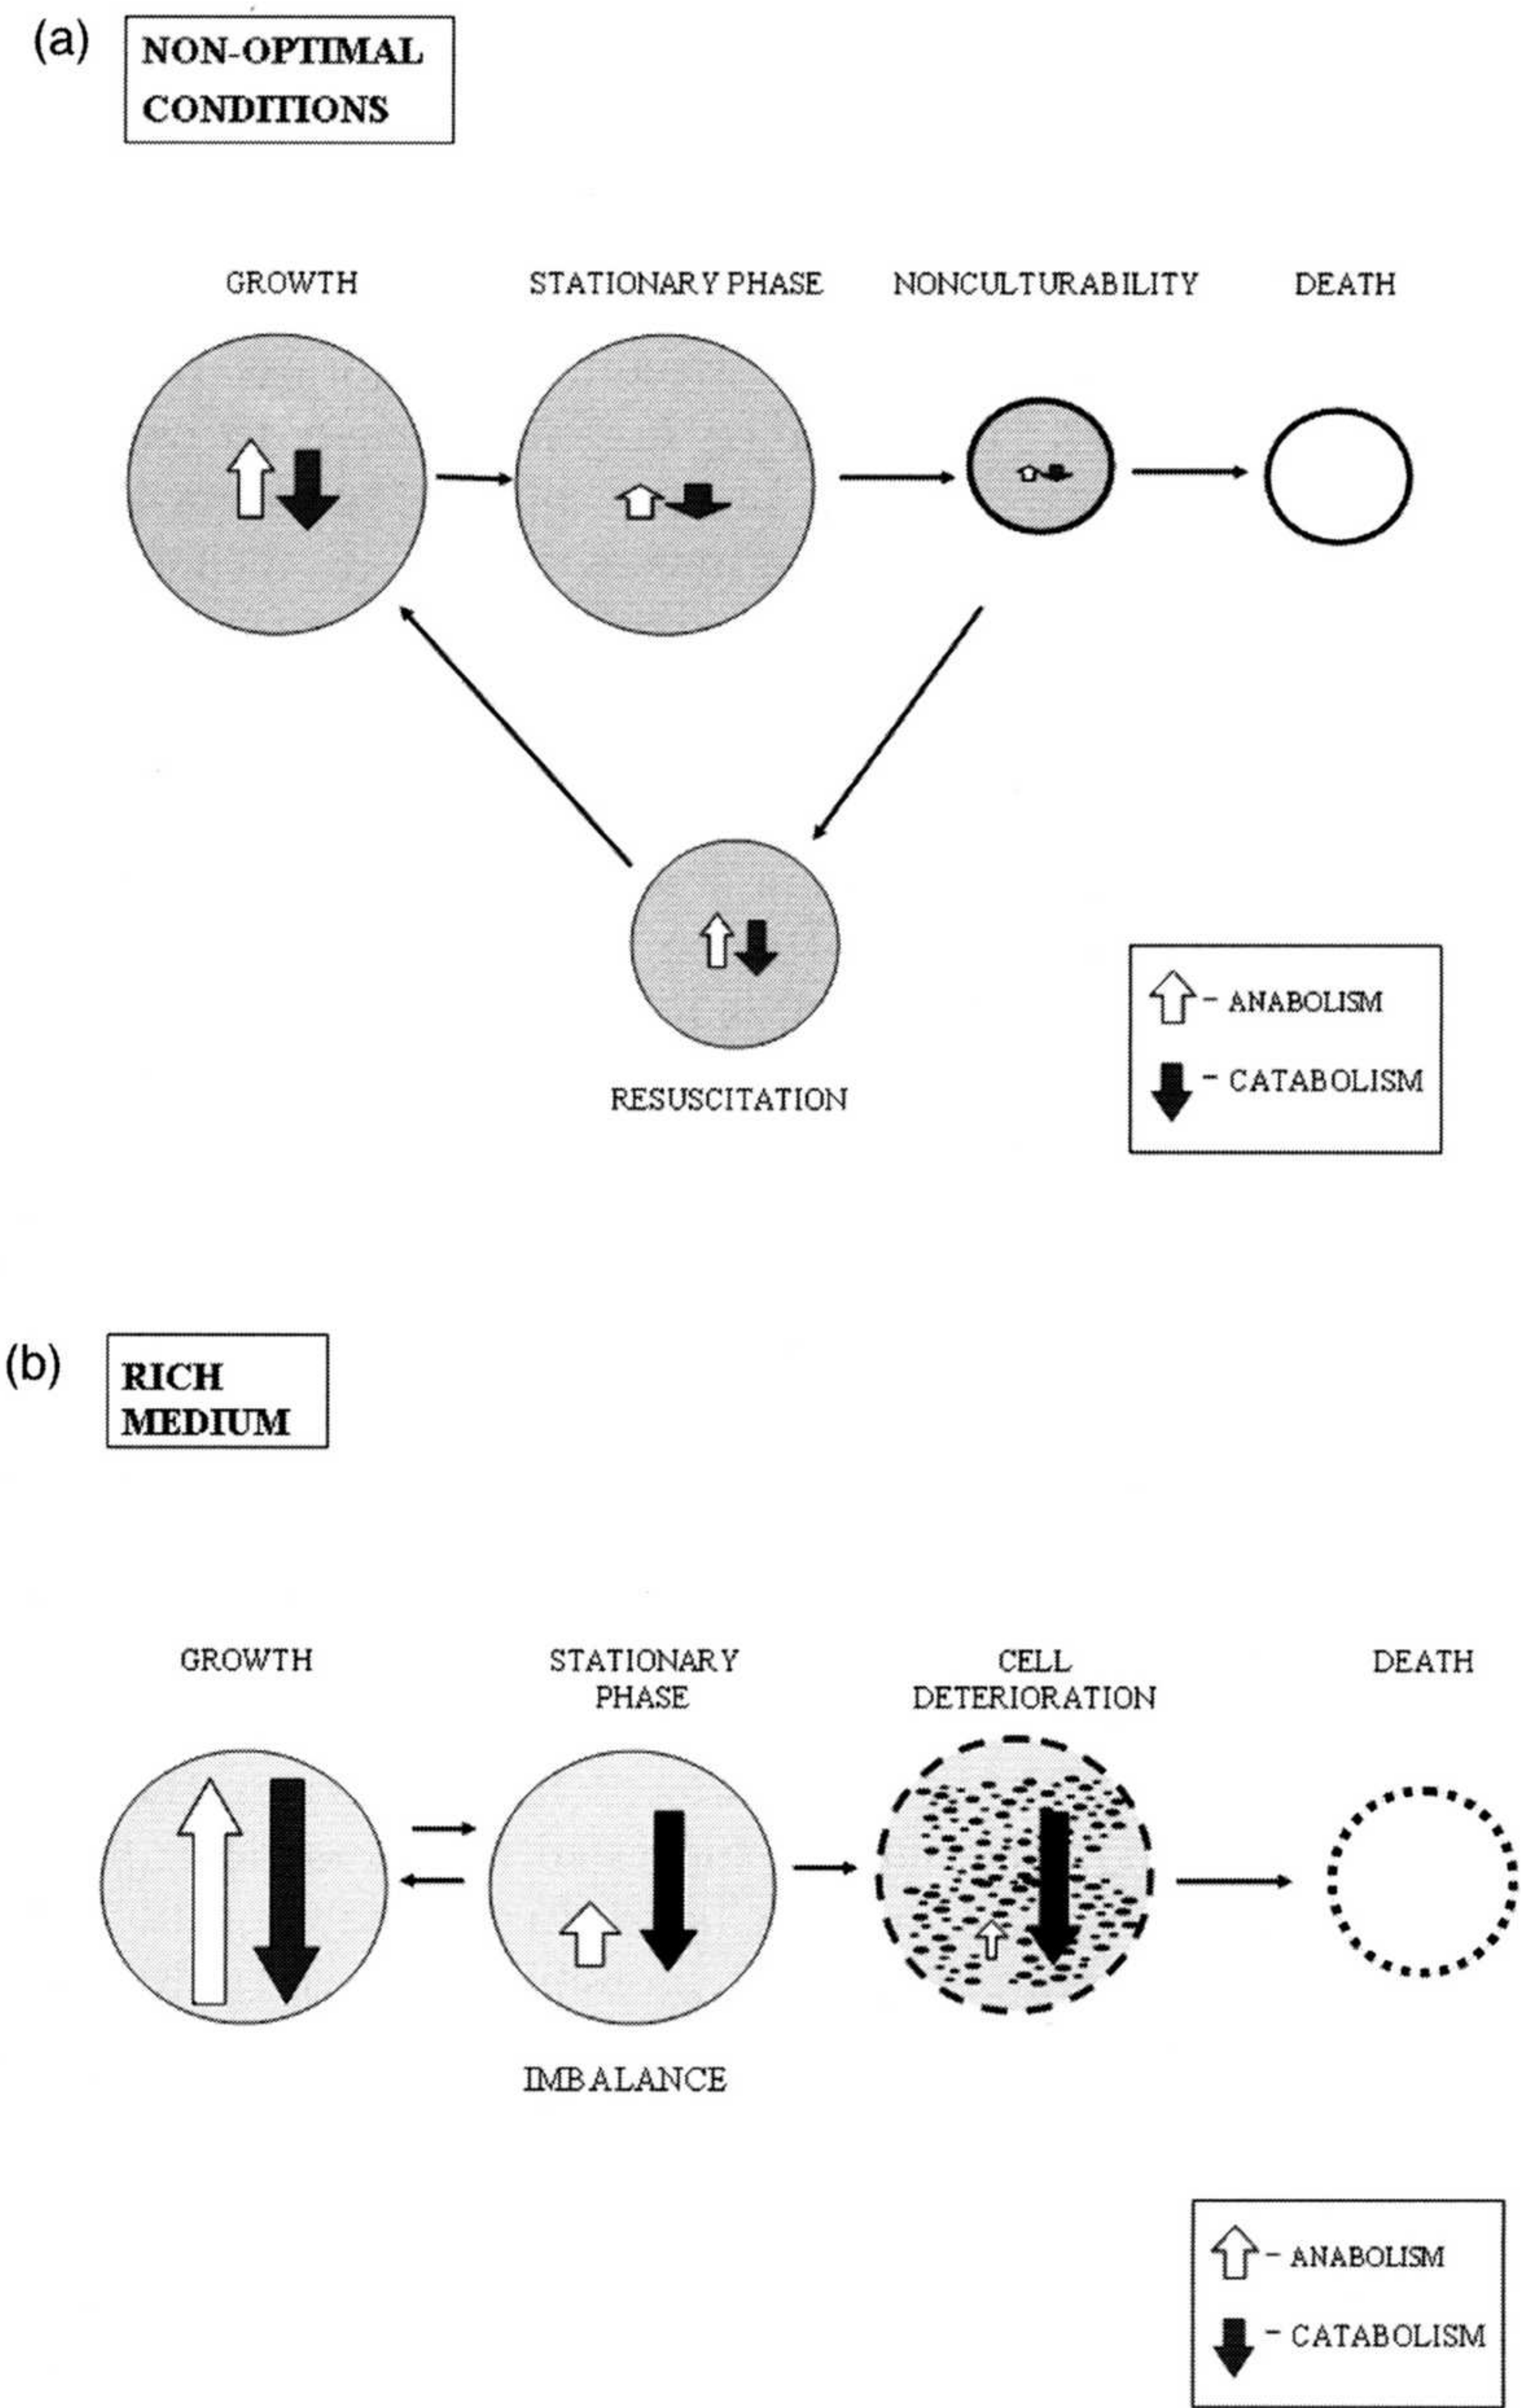 (a)
NON-OPTIMAL
CONDITIONS
GROWTH
STATIONARY PHASE
NONCULTURABILITY
DEATH
RESUSCITATION
- ANABOLISM
- CATABOLISM
(b)
RICH
MEDIUM
GROWTH
STATIONARY
PHASE
CELL
DETERIORATION
DEATH
IMBALANCE
- ANABOLISM
- CATABOLISM